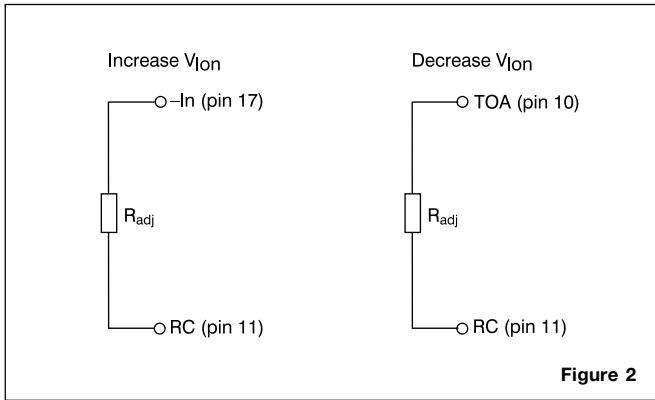 Increase VIon
Decrease VIon
–In (pin 17)
TOA (pin 10)
Radj
Radj
RC (pin 11)
RC (pin 11)
Figure 2